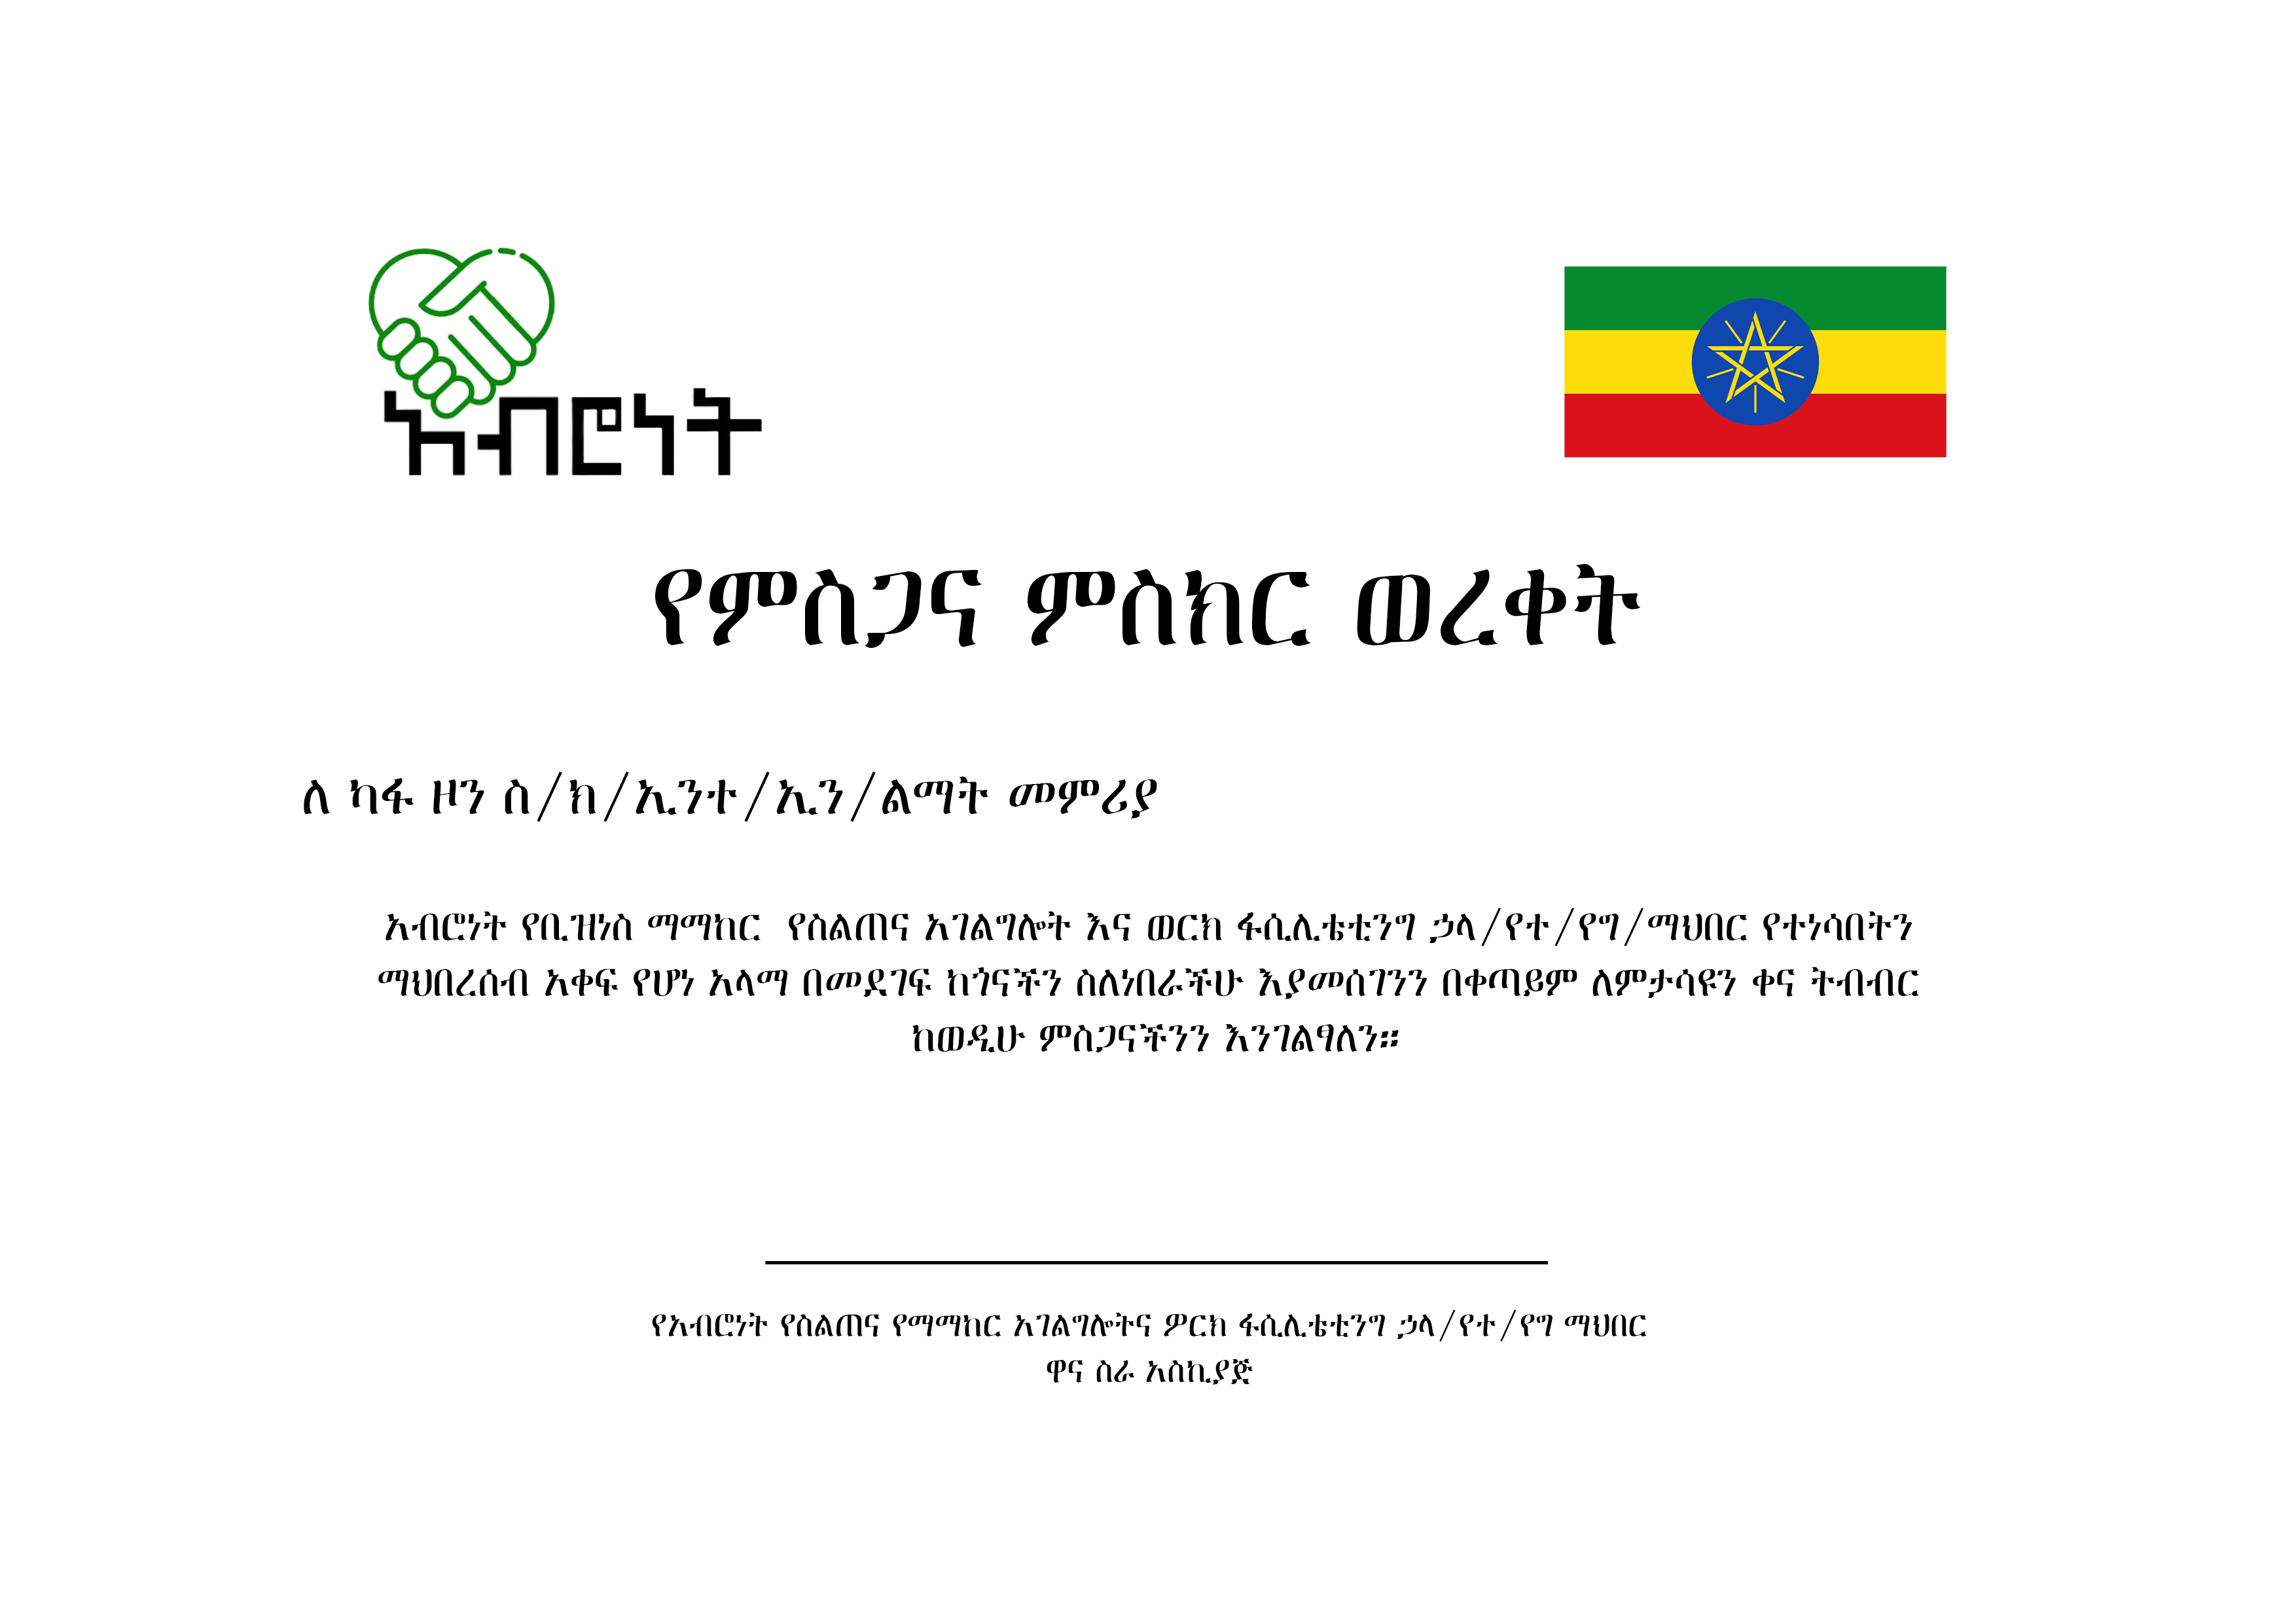 አብሮነት
የምስጋና ምስክር ወረቀት
ለ ካፋ ዞን ስ/ክ/ኢንተ/ኢን/ልማት መምሪያ
አብሮነት የቢዝነስ ማማከር  የስልጠና አገልግሎት እና ወርክ ፋሲሊቴቲንግ ኃላ/የተ/የግ/ማህበር የተነሳበትን
ማህበረሰብ አቀፍ የሆነ አላማ በመደገፍ ከጎናችን ስለነበራችሁ እያመሰገንን በቀጣይም ለምታሳዩን ቀና ትብብር
ከወዲሁ ምስጋናችንን እንገልፃለን።
የአብሮነት የስልጠና የማማከር አገልግሎትና ዎርክ ፋሲሊቴቲንግ ኃላ/የተ/የግ ማህበር
ዋና ስራ አስኪያጅ